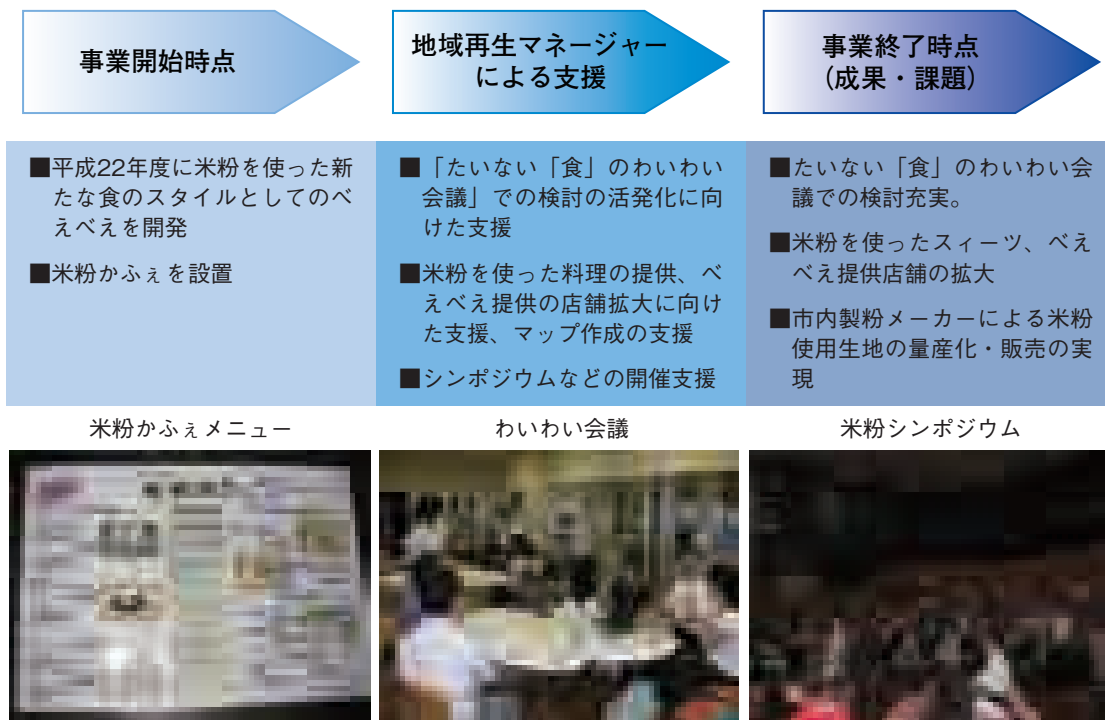 事業開始時点
地域再生マネージャー
による支援
事業終了時点
(成果・課題)
■平成22年度に米粉を使った新
たな食のスタイルとしてのべ
えべえを開発
■米粉かふぇを設置
■「たいない「食」のわいわい
会議」での検討の活発化に向
けた支援
■米粉を使った料理の提供、べ
えべえ提供の店舗拡大に向け
た支援、マップ作成の支援
■シンポジウムなどの開催支援
■たいない「食」のわいわい会
議での検討充実。
■米粉を使ったスィーツ、べえ
べえ提供店舗の拡大
■市内製粉メーカーによる米粉
使用生地の量産化・販売の実
現
米粉かふぇメニュー
わいわい会議
米粉シンポジウム